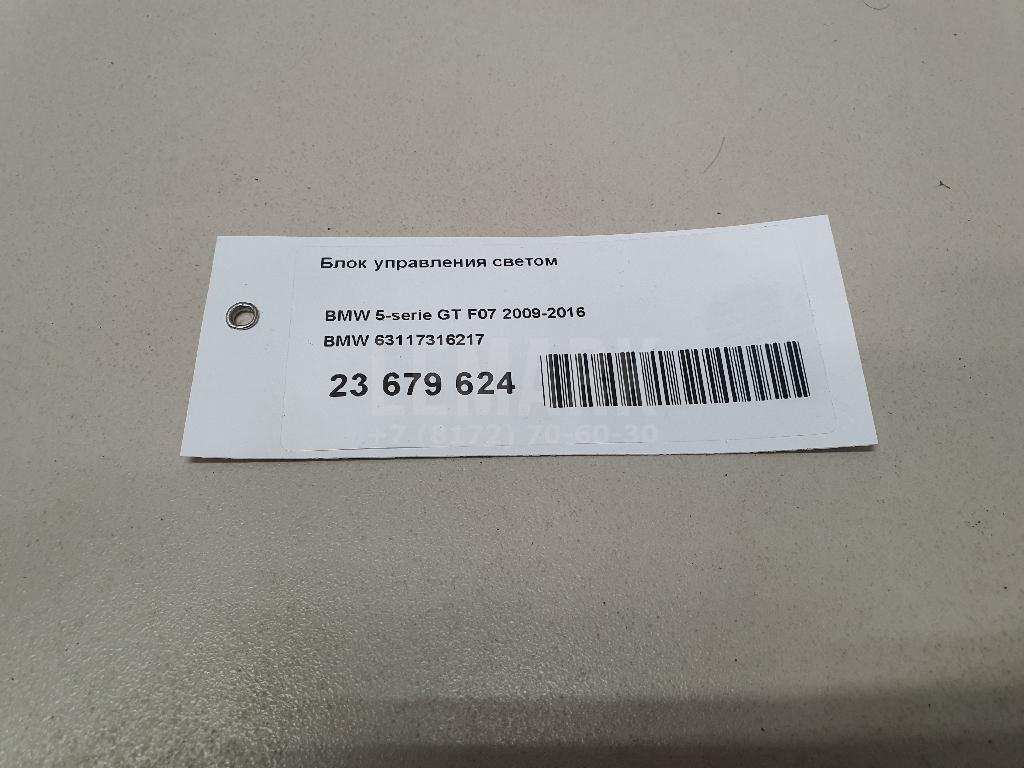 Блок управления светом
BMW 5-serie GT F07 2009-2016
BMW 63117316217
23 679 624
LEMARK
+7 (8172) 70-60-30